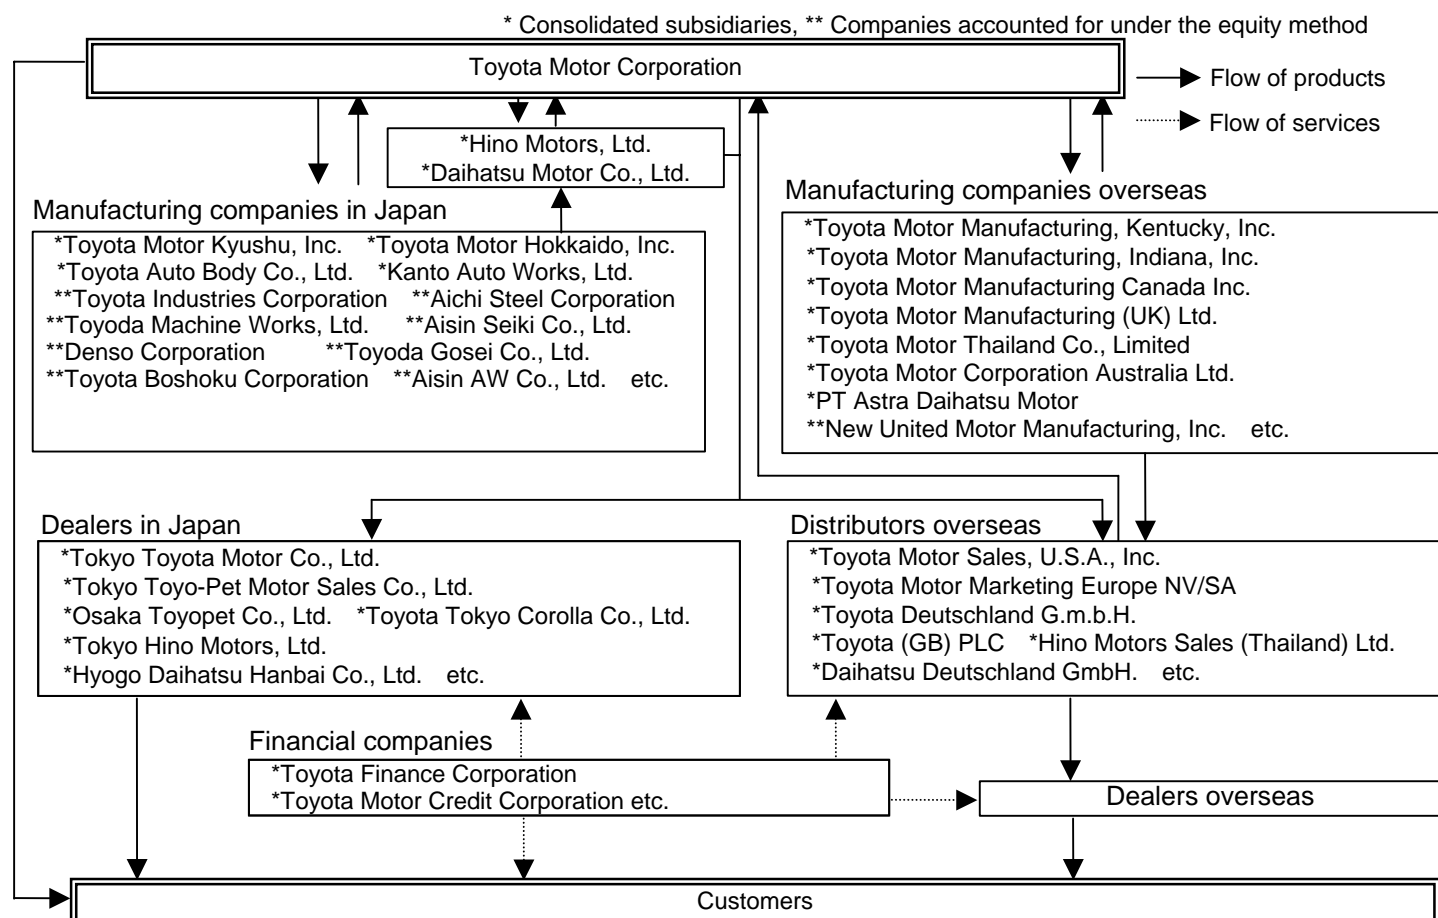 * Consolidated subsidiaries, ** Companies accounted for under the equity method
Toyota Motor Corporation
Flow of products
Flow of services
*Hino Motors, Ltd.
*Daihatsu Motor Co., Ltd.
Manufacturing companies in Japan
*Toyota Motor Kyushu, Inc. *Toyota Motor Hokkaido, Inc.
*Toyota Auto Body Co., Ltd. *Kanto Auto Works, Ltd.
**Toyota Industries Corporation **Aichi Steel Corporation
**Toyoda Machine Works, Ltd. **Aisin Seiki Co., Ltd.
**Denso Corporation **Toyoda Gosei Co., Ltd.
**Toyota Boshoku Corporation **Aisin AW Co., Ltd. etc.
Manufacturing companies overseas
*Toyota Motor Manufacturing, Kentucky, Inc.
*Toyota Motor Manufacturing, Indiana, Inc.
*Toyota Motor Manufacturing Canada Inc.
*Toyota Motor Manufacturing (UK) Ltd.
*Toyota Motor Thailand Co., Limited
*Toyota Motor Corporation Australia Ltd.
*PT Astra Daihatsu Motor
**New United Motor Manufacturing, Inc. etc.
Dealers in Japan
*Tokyo Toyota Motor Co., Ltd.
*Tokyo Toyo-Pet Motor Sales Co., Ltd.
*Osaka Toyopet Co., Ltd. *Toyota Tokyo Corolla Co., Ltd.
*Tokyo Hino Motors, Ltd.
*Hyogo Daihatsu Hanbai Co., Ltd. etc.
Distributors overseas
*Toyota Motor Sales, U.S.A., Inc.
*Toyota Motor Marketing Europe NV/SA
*Toyota Deutschland G.m.b.H.
*Toyota (GB) PLC *Hino Motors Sales (Thailand) Ltd.
*Daihatsu Deutschland GmbH. etc.
Financial companies
*Toyota Finance Corporation
*Toyota Motor Credit Corporation etc.
Dealers overseas
Customers